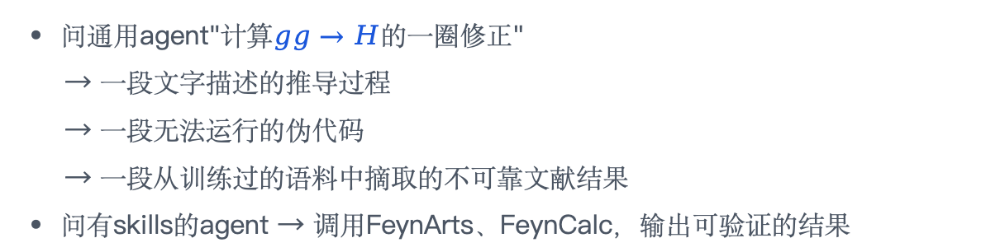 • 问通用agent"计算gg → H的一圈修正"
→ 一段文字描述的推导过程
→ 一段无法运行的伪代码
→ 一段从训练过的语料中摘取的不可靠文献结果
• 问有skills的agent → 调用FeynArts、FeynCalc，输出可验证的结果